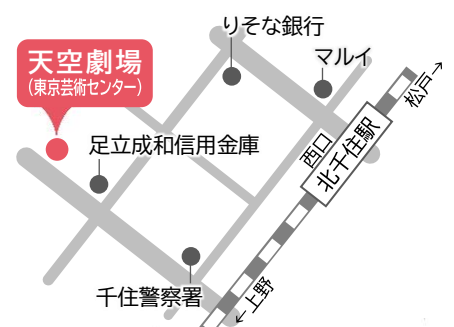 りそな銀行
マルイ
天空劇場
(東京芸術センター)
松戸→
足立成和信用金庫
西口
北千住駅
千住警察署
←上野